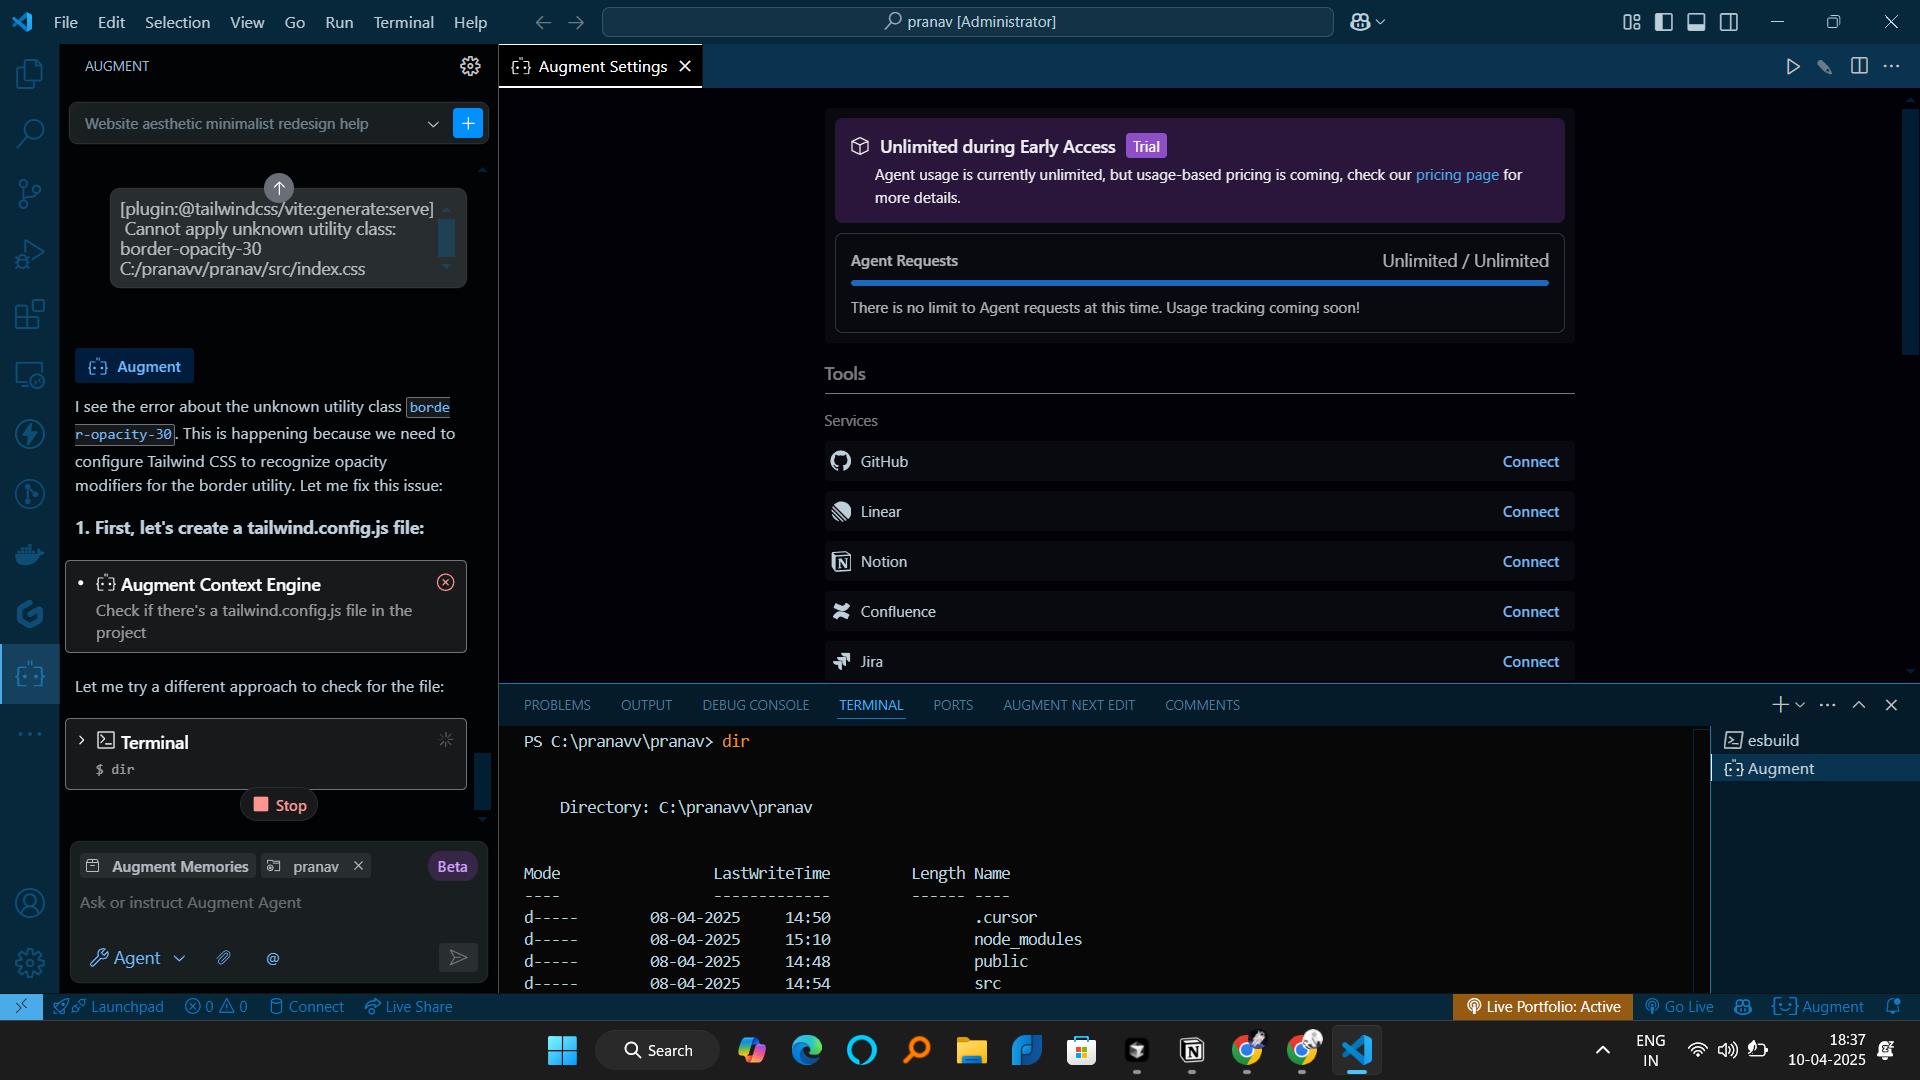 File Edit Selection View Go Run Terminal Help
pranav [Administrator]
AUGMENT
Website aesthetic minimalist redesign help
[plugin:@tailwindcss/vite:generate:serve]
Cannot apply unknown utility class:
border-opacity-30
C:/pranavv/pranav/src/index.css
Augment
I see the error about the unknown utility class borde
r-opacity-30. This is happening because we need to
configure Tailwind CSS to recognize opacity
modifiers for the border utility. Let me fix this issue:
1. First, let's create a tailwind.config.js file:
Augment Context Engine
Check if there's a tailwind.config.js file in the
project
Let me try a different approach to check for the file:
Terminal
$ dir
Stop
Augment Memories pranav Beta
Ask or instruct Augment Agent
Agent @
Augment Settings
Unlimited during Early Access Trial
Agent usage is currently unlimited, but usage-based pricing is coming, check our pricing page for
more details.
Agent Requests Unlimited / Unlimited
There is no limit to Agent requests at this time. Usage tracking coming soon!
Tools
Services
GitHub Connect
Linear Connect
Notion Connect
Confluence Connect
Jira Connect
PROBLEMS OUTPUT DEBUG CONSOLE TERMINAL PORTS AUGMENT NEXT EDIT COMMENTS
PS C:\pranavv\pranav> dir
Directory: C:\pranavv\pranav
Mode LastWriteTime Length Name
---- ------------- ------ ----
d----- 08-04-2025 14:50 .cursor
d----- 08-04-2025 15:10 node_modules
d----- 08-04-2025 14:48 public
d----- 08-04-2025 14:54 src
esbuild
Augment
Launchpad 0 0 Connect Live Share
Live Portfolio: Active Go Live Augment
Search
ENG
IN
18:37
10-04-2025